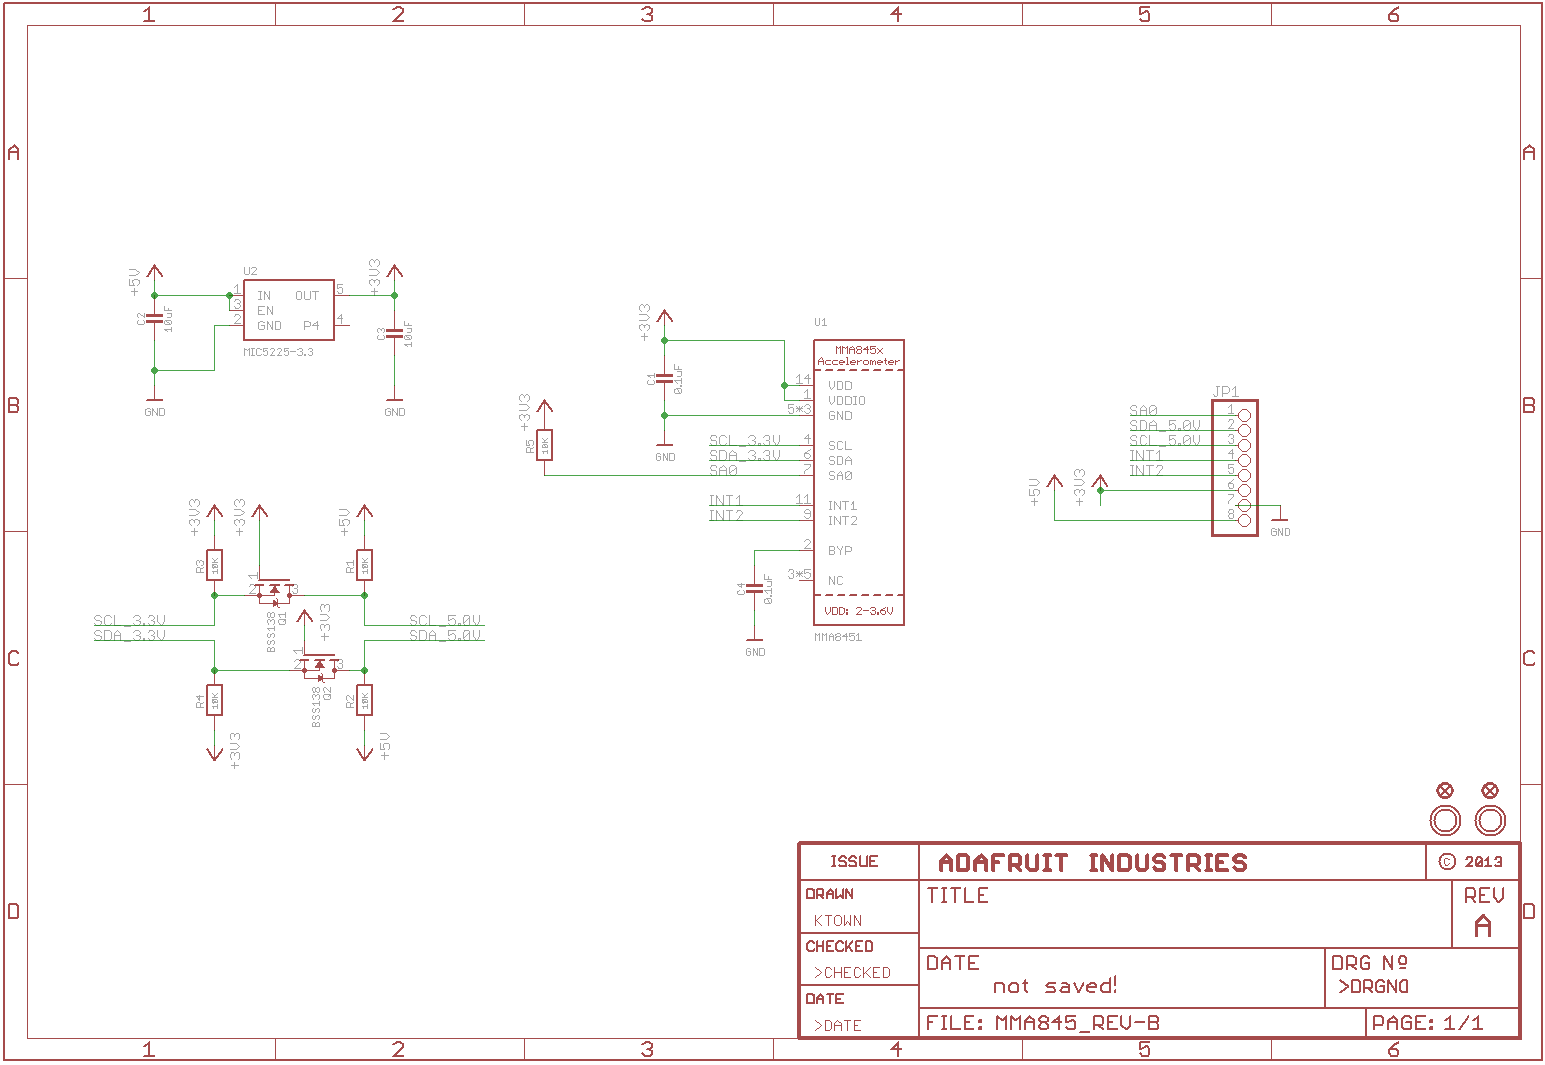 1 2 3 4 5 6
A A
B B
C C
D D
+5V
C2
10uF
GND
U2
1 IN OUT 5
3 EN
2 GND P4 4
MIC5225-3.3
+3V3
C3
10uF
GND
+3V3
C1
0.1uF
GND
+3V3
R5
10K
U1
MMA845x
Accelerometer
14 VDD
1 VDDIO
5*3 GND
SCL_3.3V 4 SCL
SDA_3.3V 6 SDA
SA0 7 SA0
INT1 11 INT1
INT2 9 INT2
2 BYP
3*5 NC
VDD: 2-3.6V
MMA8451
C4
0.1uF
GND
JP1
SA0 1
SDA_5.0V 2
SCL_5.0V 3
INT1 4
INT2 5
6
7
8
+5V
+3V3
GND
+3V3
+3V3
+5V
R3
10K
R1
10K
1
2 3
BSS138
Q1
+3V3
SCL_3.3V SCL_5.0V
SDA_3.3V SDA_5.0V
1
2 3
BSS138
Q2
R4
10K
R2
10K
+3V3
+5V
ISSUE
ADAFRUIT INDUSTRIES
© 2013
DRAWN
KTOWN
CHECKED
>CHECKED
DATE
>DATE
TITLE
REV
A
DATE
not saved!
DRG Nº
>DRGNO
FILE: MMA845_REV-B
PAGE: 1/1
1 2 3 4 5 6